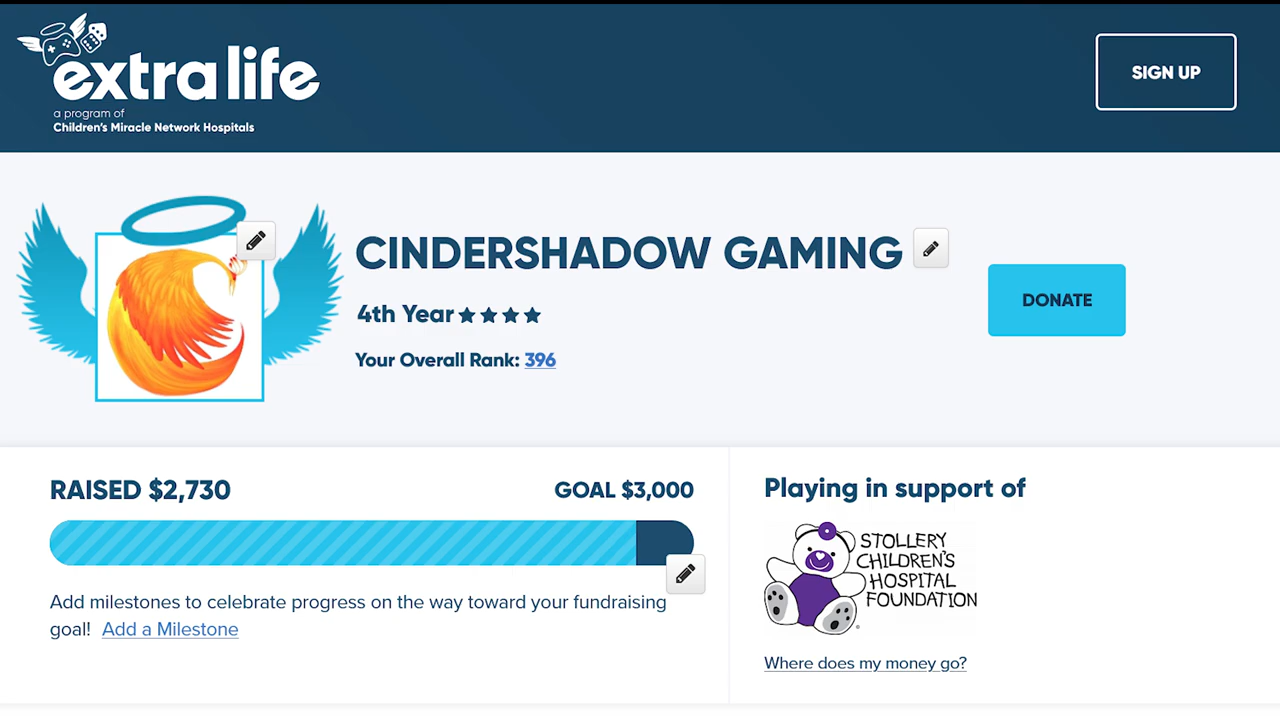 extra life
a program of
Children's Miracle Network Hospitals
SIGN UP
CINDERSHADOW GAMING
4th Year
Your Overall Rank: 396
DONATE
RAISED $2,730
GOAL $3,000
Add milestones to celebrate progress on the way toward your fundraising
goal! Add a Milestone
Playing in support of
STOLLERY
CHILDREN'S
HOSPITAL
FOUNDATION
Where does my money go?